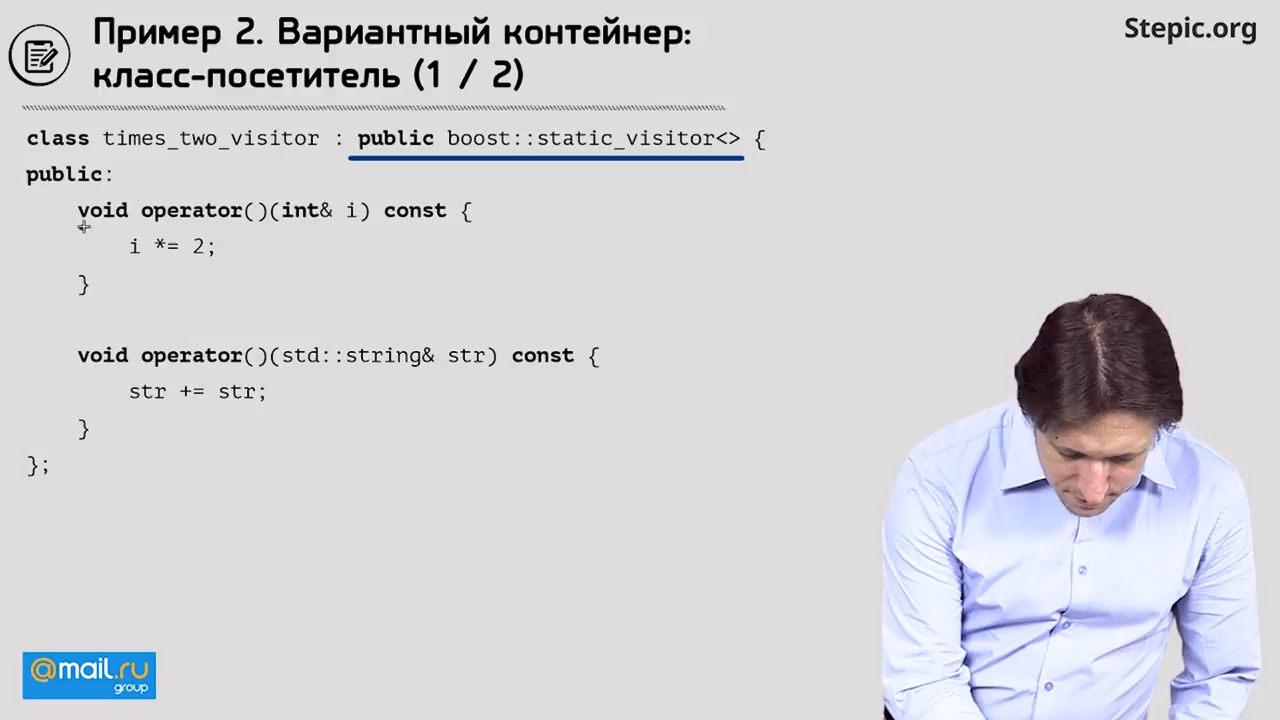 Пример 2. Вариантный контейнер:
класс-посетитель (1 / 2)
Stepic.org
class times_two_visitor : public boost::static_visitor<> {
public:
void operator()(int& i) const {
i *= 2;
}
void operator()(std::string& str) const {
str += str;
}
};
@mail.ru
group